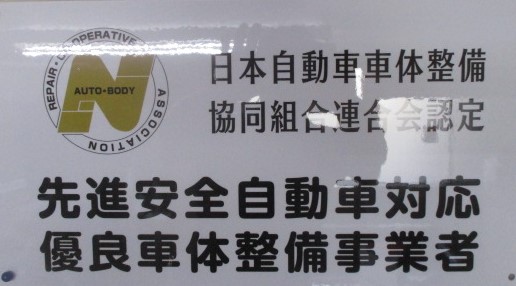 REPAIR・COOPERATIVE ASSOCIATION
AUTO・BODY
日本自動車車体整備
協同組合連合会認定
先進安全自動車対応
優良車体整備事業者